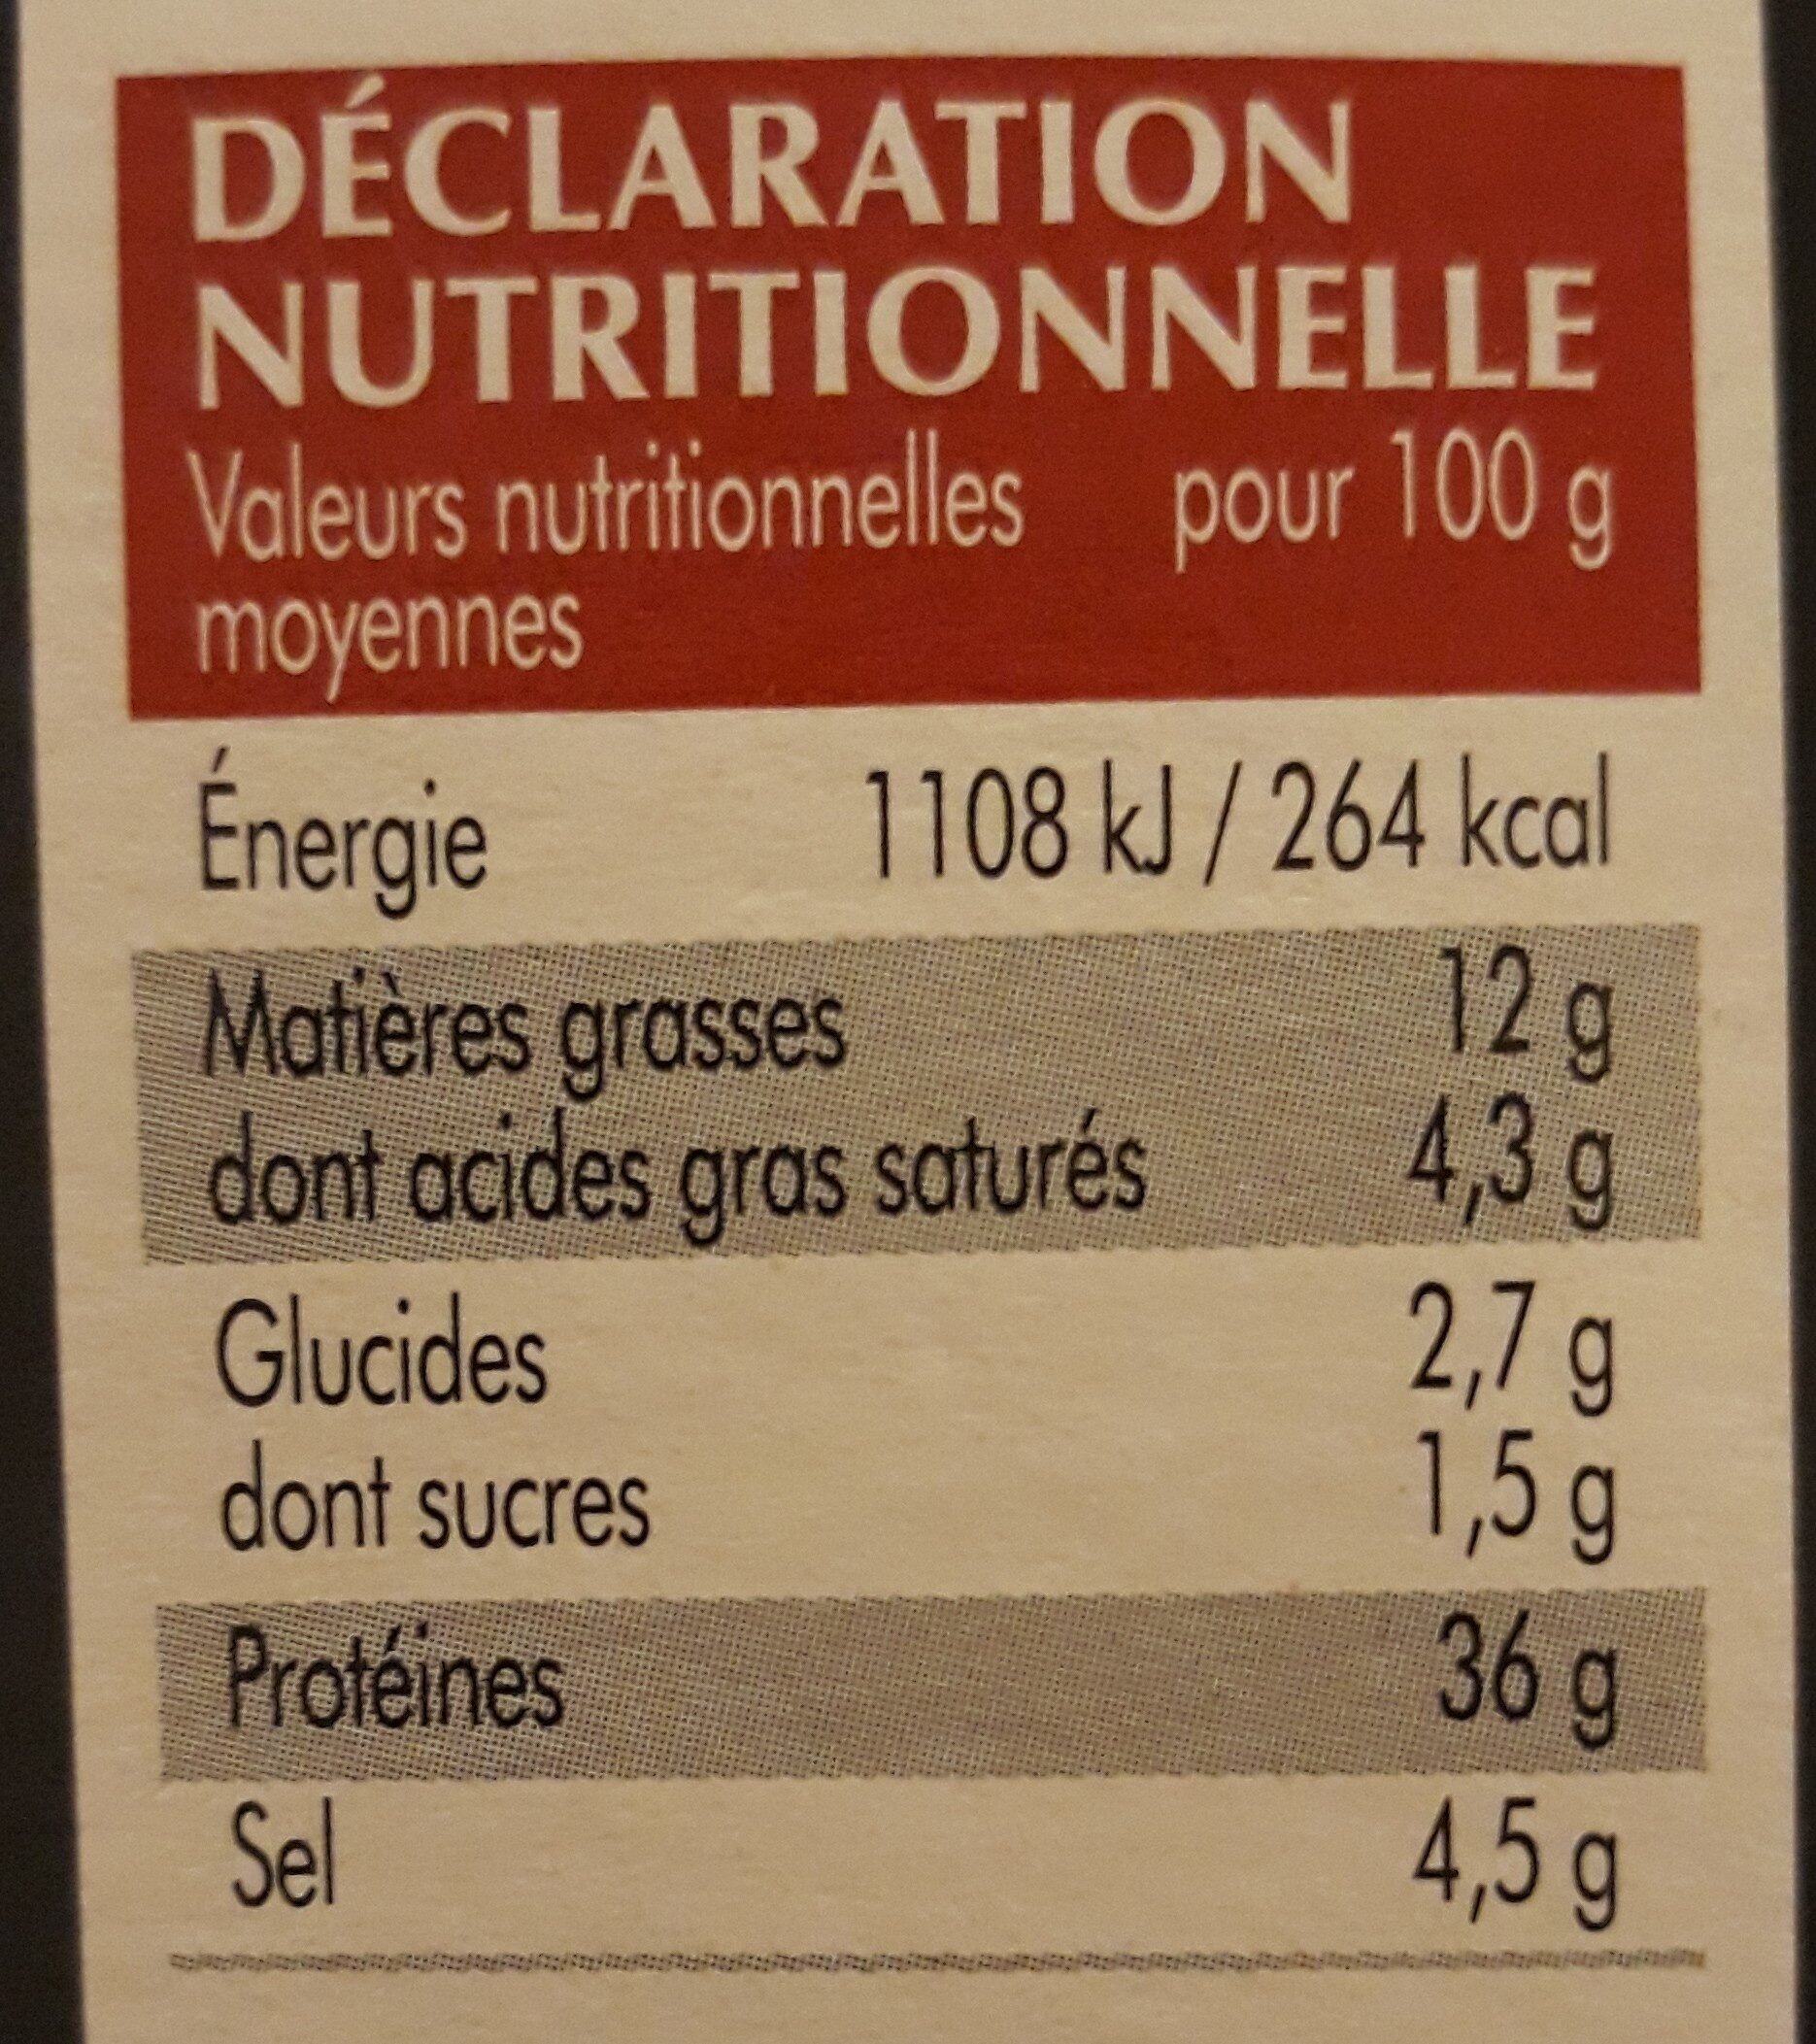 DÉCLARATION
NUTRITIONNELLE
Valeurs nutritionnelles pour 100 g
moyennes
Énergie 1108 kJ / 264 kcal
Matières grasses 12 g
dont acides gras saturés 4,3 g
Glucides 2,7 g
dont sucres 1,5 g
Protéines 36 g
Sel 4,5 g